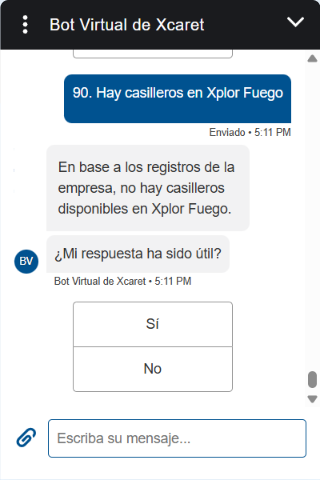 Bot Virtual de Xcaret
90. Hay casilleros en Xplor Fuego
Enviado • 5:11 PM
En base a los registros de la
empresa, no hay casilleros
disponibles en Xplor Fuego.
¿Mi respuesta ha sido útil?
BV
Bot Virtual de Xcaret • 5:11 PM
Sí
No
Escriba su mensaje...